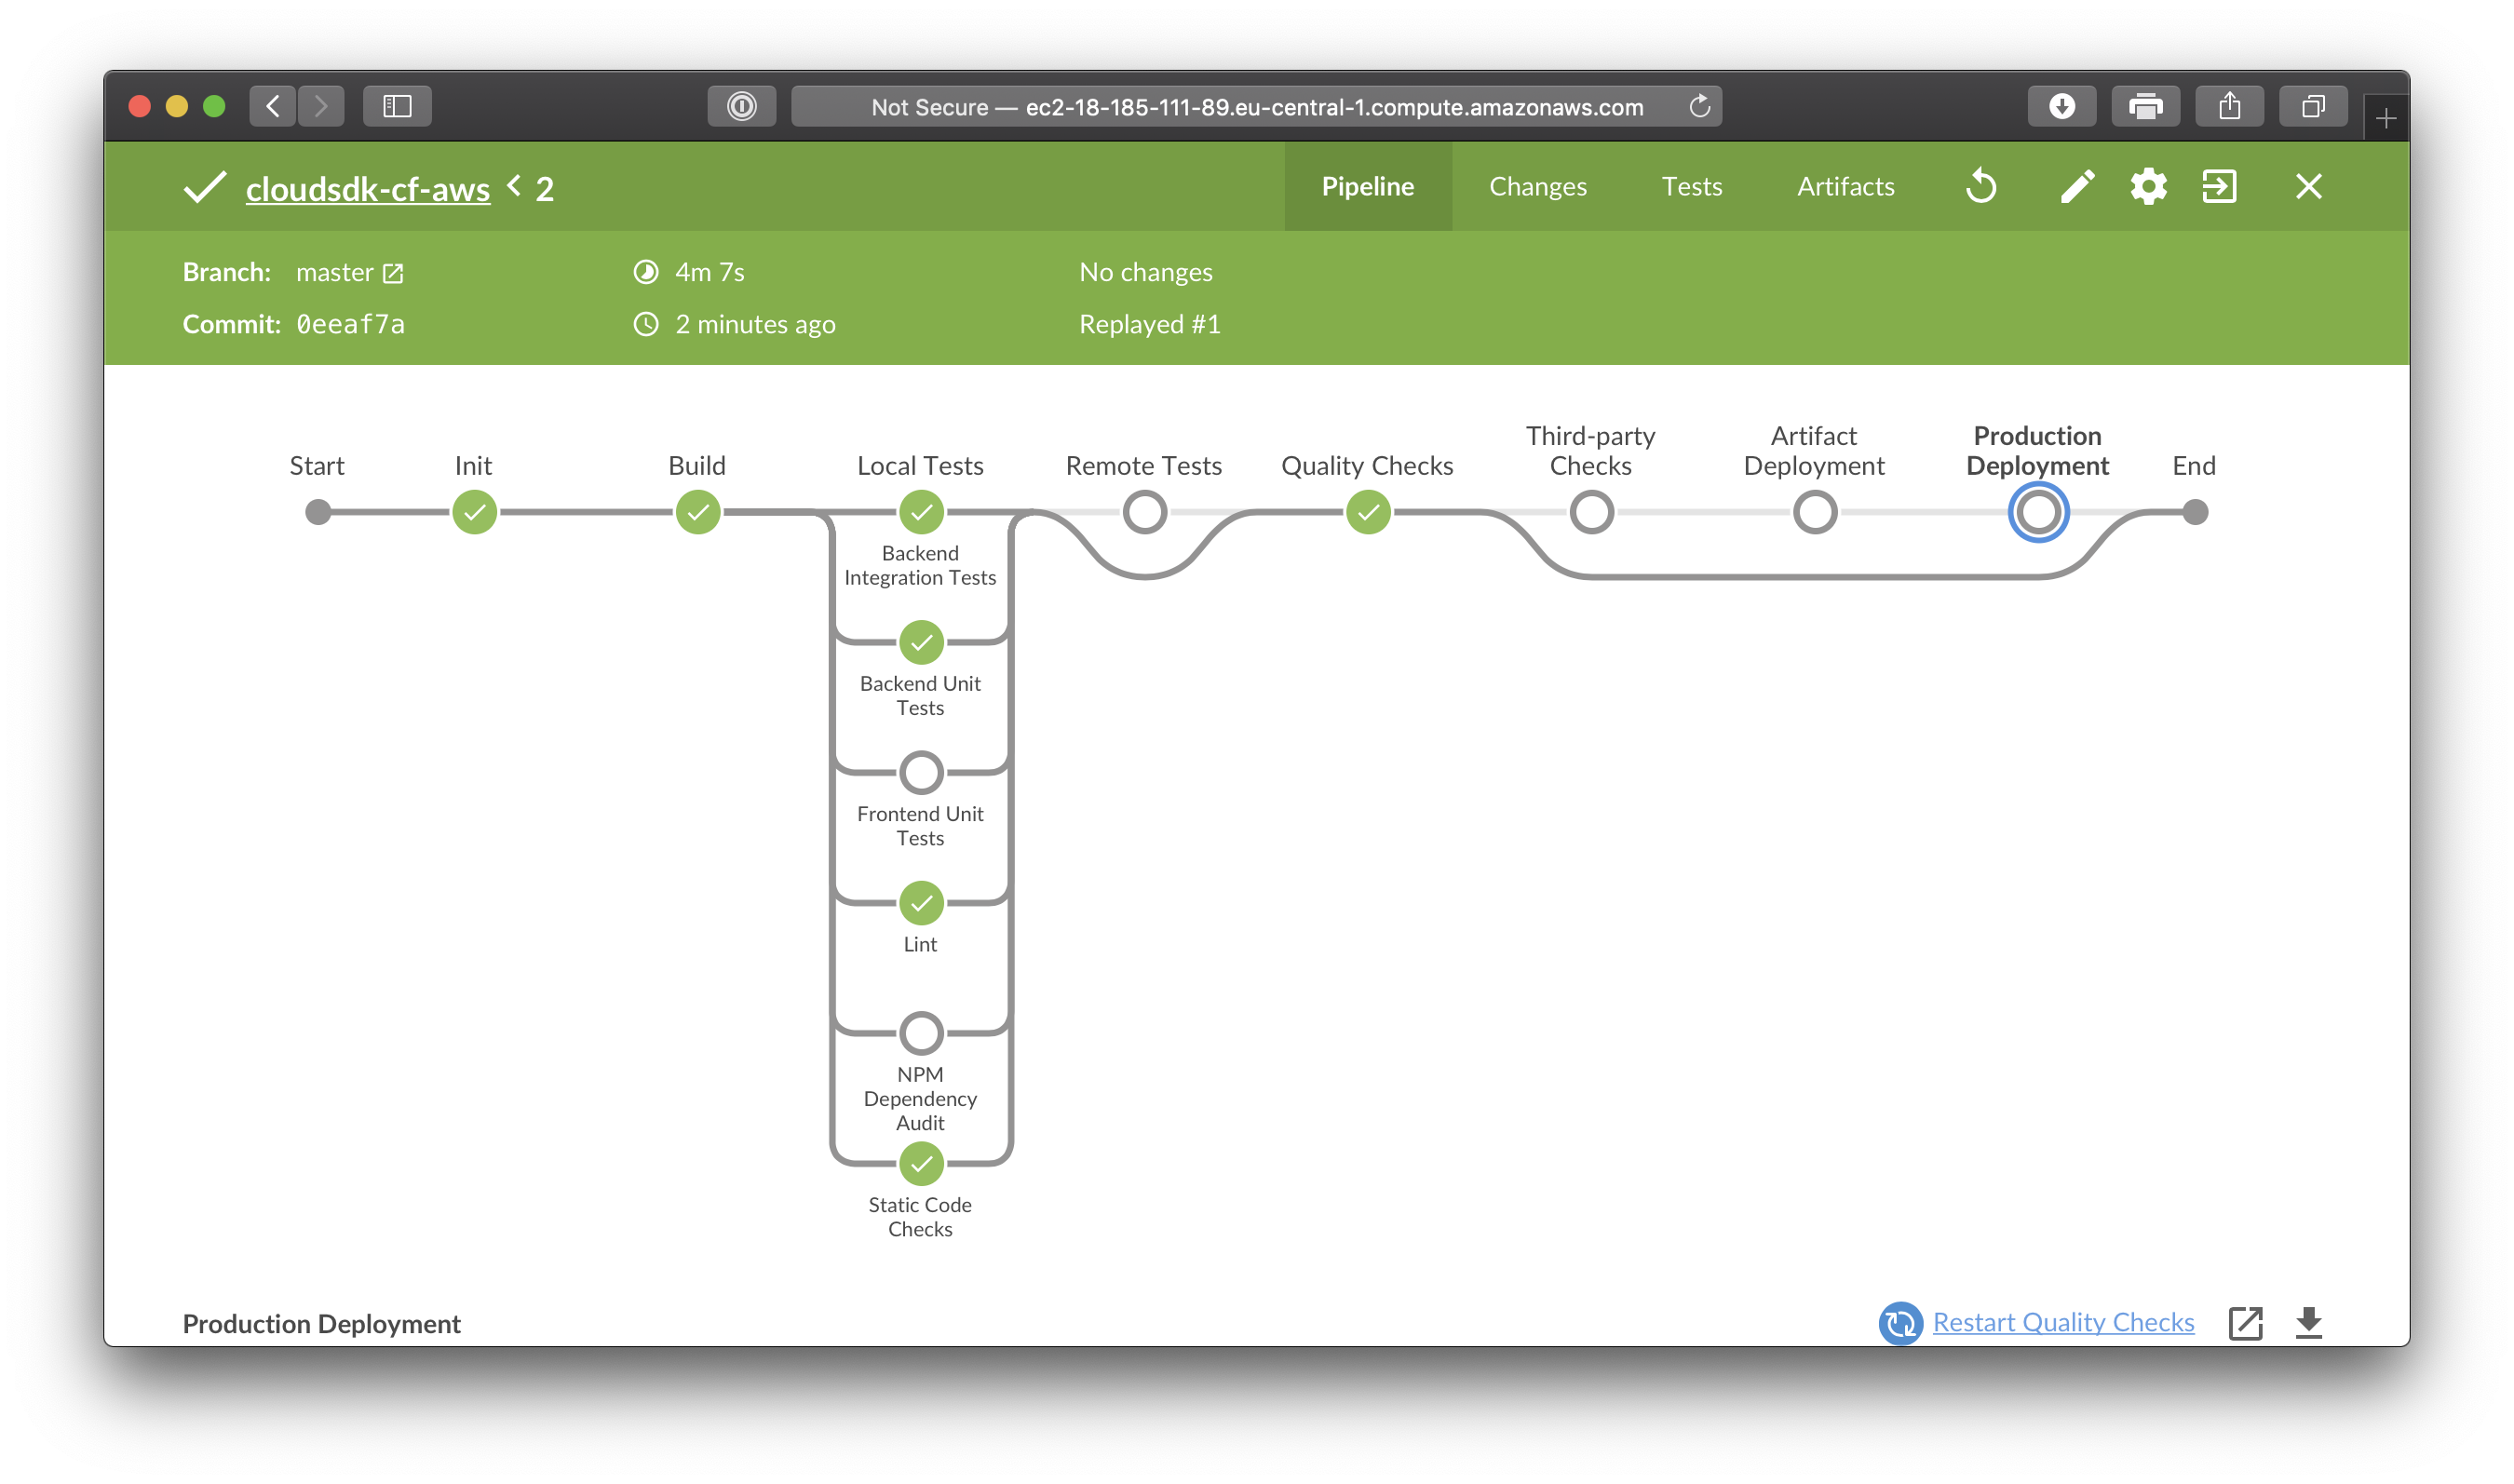 Not Secure — ec2-18-185-111-89.eu-central-1.compute.amazonaws.com
cloudsdk-cf-aws < 2
Pipeline
Changes
Tests
Artifacts
Branch: master
4m 7s
No changes
Commit: 0eeaf7a
2 minutes ago
Replayed #1
Start
Init
Build
Local Tests
Remote Tests
Quality Checks
Third-party
Checks
Artifact
Deployment
Production
Deployment
End
Backend
Integration Tests
Backend Unit
Tests
Frontend Unit
Tests
Lint
NPM
Dependency
Audit
Static Code
Checks
Production Deployment
Restart Quality Checks